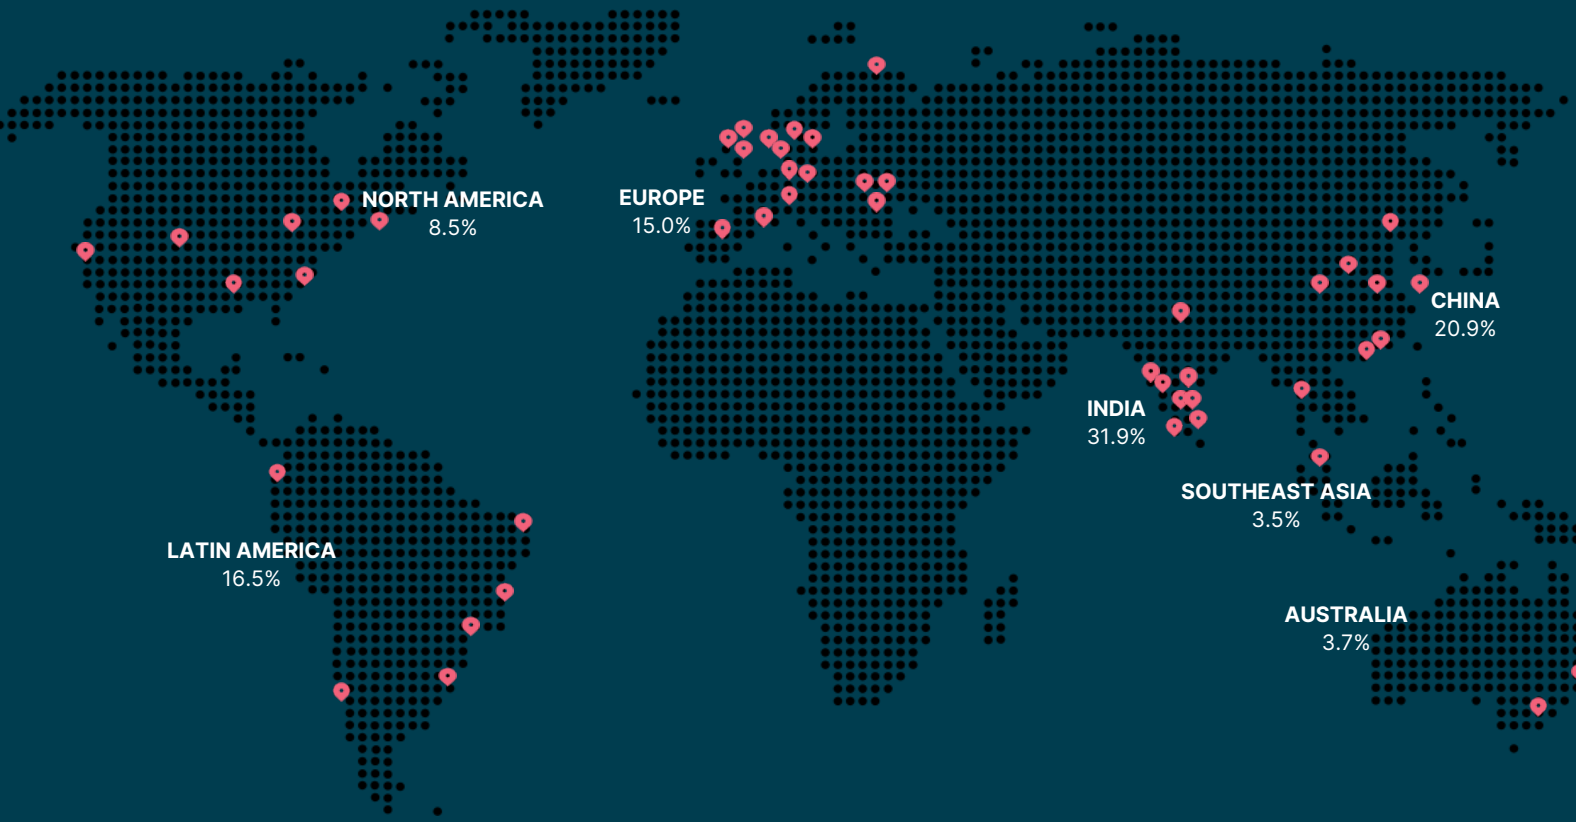 NORTH AMERICA
8.5%
EUROPE
15.0%
CHINA
20.9%
INDIA
31.9%
SOUTHEAST ASIA
3.5%
LATIN AMERICA
16.5%
AUSTRALIA
3.7%